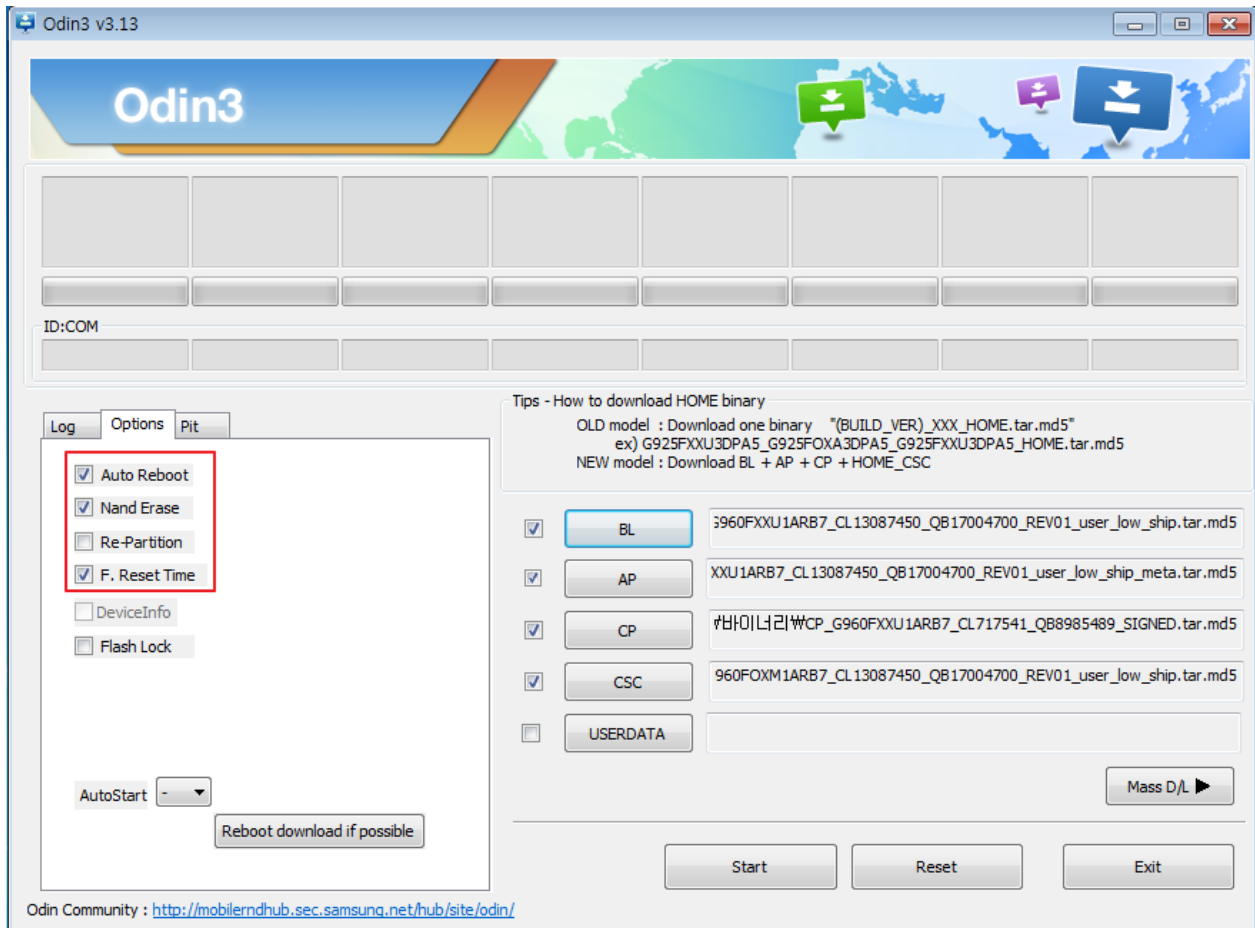 Odin3 v3.13
Odin3
ID:COM
Log Options Pit
Auto Reboot
Nand Erase
Re-Partition
F. Reset Time
DeviceInfo
Flash Lock
AutoStart -
Reboot download if possible
Tips - How to download HOME binary
OLD model : Download one binary "(BUILD_VER)_XXX_HOME.tar.md5"
ex) G925FXXU3DPA5_G925FOXA3DPA5_G925FXXU3DPA5_HOME.tar.md5
NEW model : Download BL + AP + CP + HOME_CSC
BL G960FXXU1ARB7_CL13087450_QB17004700_REV01_user_low_ship.tar.md5
AP XXU1ARB7_CL13087450_QB17004700_REV01_user_low_ship_meta.tar.md5
CP 바이너리₩CP_G960FXXU1ARB7_CL717541_QB8985489_SIGNED.tar.md5
CSC 960FOXM1ARB7_CL13087450_QB17004700_REV01_user_low_ship.tar.md5
USERDATA
Mass D/L ▶
Start Reset Exit
Odin Community : http://mobilerndhub.sec.samsung.net/hub/site/odin/